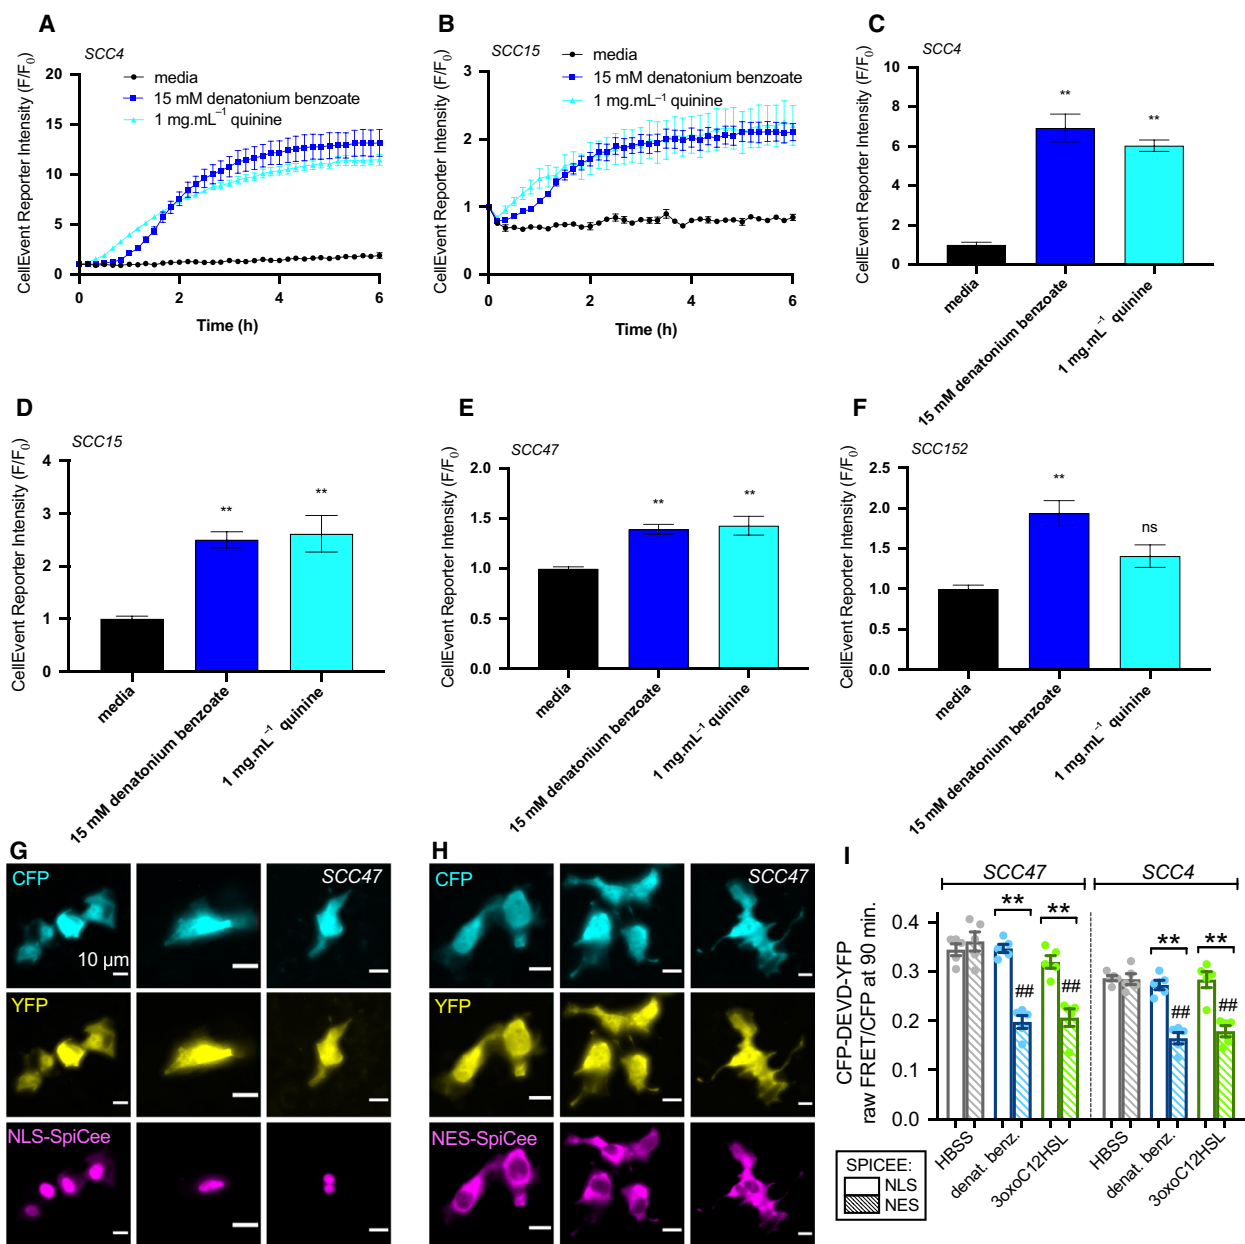 A
SCC4
CellEvent Reporter Intensity (F/F0)
20
15
10
5
0
0
2
4
6
Time (h)
media
15 mM denatonium benzoate
1 mg.mL−1 quinine
B
SCC15
CellEvent Reporter Intensity (F/F0)
3
2
1
0
0
2
4
6
Time (h)
media
15 mM denatonium benzoate
1 mg.mL−1 quinine
C
SCC4
CellEvent Reporter Intensity (F/F0)
10
8
6
4
2
0
**
**
media
15 mM denatonium benzoate
1 mg.mL−1 quinine
D
SCC15
CellEvent Reporter Intensity (F/F0)
4
3
2
1
0
**
**
media
15 mM denatonium benzoate
1 mg.mL−1 quinine
E
SCC47
CellEvent Reporter Intensity (F/F0)
2.0
1.5
1.0
0.5
0.0
**
**
media
15 mM denatonium benzoate
1 mg.mL−1 quinine
F
SCC152
CellEvent Reporter Intensity (F/F0)
2.5
2.0
1.5
1.0
0.5
0.0
**
ns
media
15 mM denatonium benzoate
1 mg.mL−1 quinine
G
CFP
SCC47
10 µm
YFP
NLS-SpiCee
H
CFP
SCC47
YFP
NES-SpiCee
I
SCC47
SCC4
CFP-DEVD-YFP
raw FRET/CFP at 90 min.
0.4
0.3
0.2
0.1
0.0
**
**
**
**
##
##
##
##
HBSS
denat. benz.
3oxoC12HSL
HBSS
denat. benz.
3oxoC12HSL
SPICEE:
NLS
NES